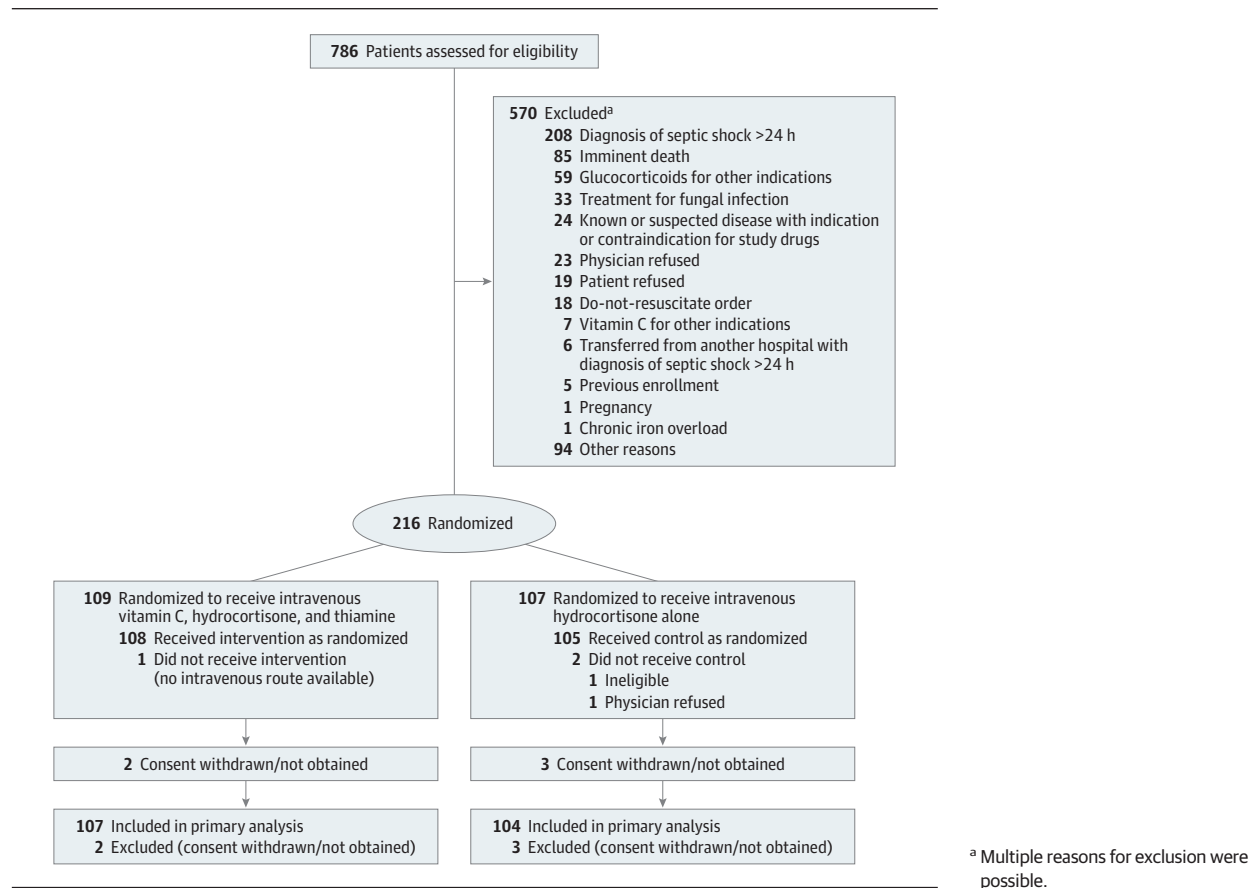 786 Patients assessed for eligibility
570 Excludedª
208 Diagnosis of septic shock >24 h
85 Imminent death
59 Glucocorticoids for other indications
33 Treatment for fungal infection
24 Known or suspected disease with indication
or contraindication for study drugs
23 Physician refused
19 Patient refused
18 Do-not-resuscitate order
7 Vitamin C for other indications
6 Transferred from another hospital with
diagnosis of septic shock >24 h
5 Previous enrollment
1 Pregnancy
1 Chronic iron overload
94 Other reasons
216 Randomized
109 Randomized to receive intravenous
vitamin C, hydrocortisone, and thiamine
108 Received intervention as randomized
1 Did not receive intervention
(no intravenous route available)
107 Randomized to receive intravenous
hydrocortisone alone
105 Received control as randomized
2 Did not receive control
1 Ineligible
1 Physician refused
2 Consent withdrawn/not obtained
3 Consent withdrawn/not obtained
107 Included in primary analysis
2 Excluded (consent withdrawn/not obtained)
104 Included in primary analysis
3 Excluded (consent withdrawn/not obtained)
ª Multiple reasons for exclusion were
possible.